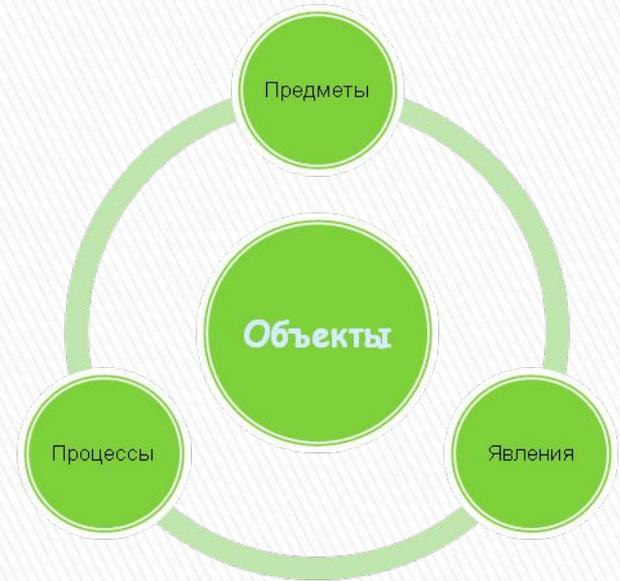 Предметы
Объекты
Процессы
Явления